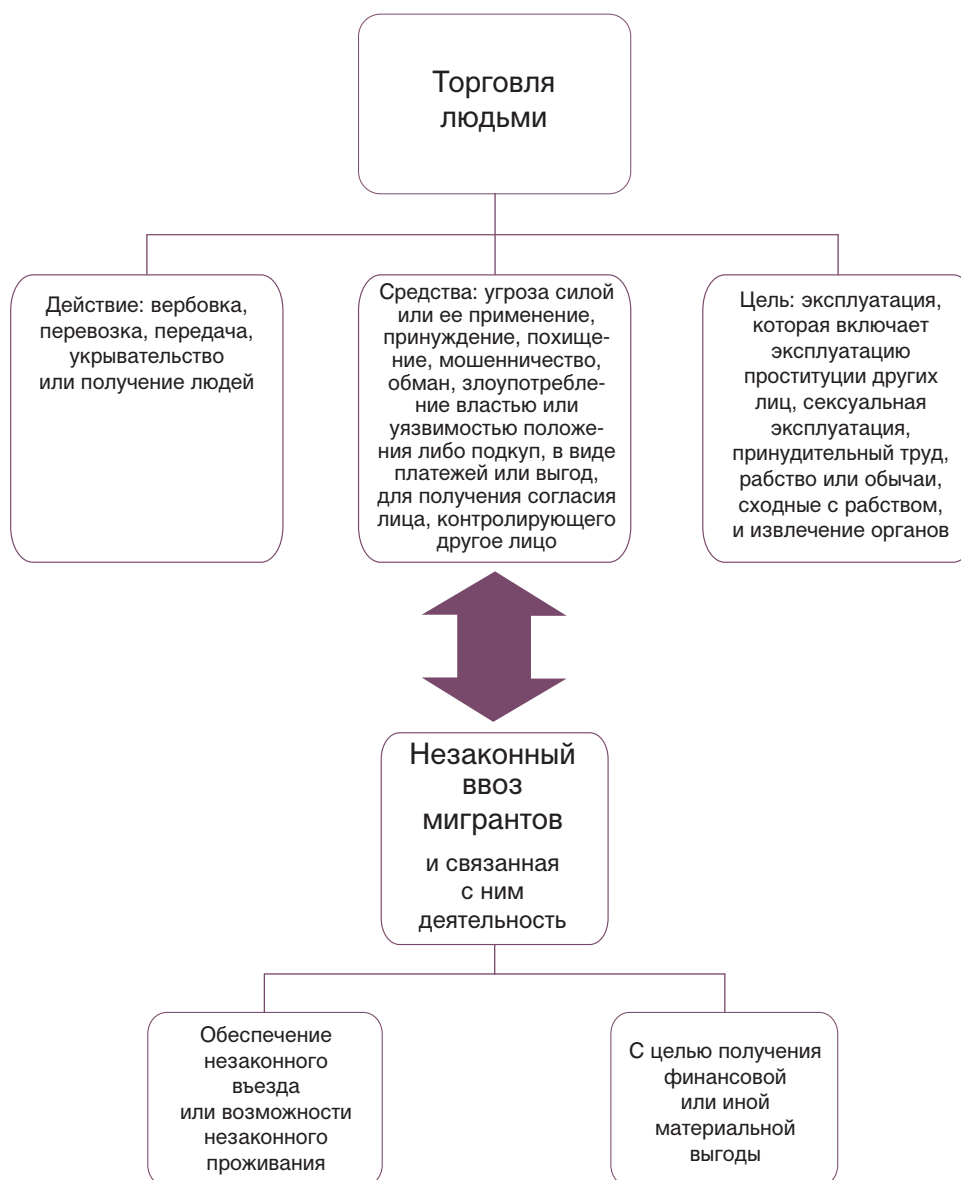 Торговля
людьми
Действие: вербовка,
перевозка, передача,
укрывательство
или получение людей
Средства: угроза силой
или ее применение,
принуждение, похище-
ние, мошенничество,
обман, злоупотребле-
ние властью или
уязвимостью положе-
ния либо подкуп, в виде
платежей или выгод,
для получения согласия
лица, контролирующего
другое лицо
Цель: эксплуатация,
которая включает
эксплуатацию
проституции других
лиц, сексуальная
эксплуатация,
принудительный труд,
рабство или обычаи,
сходные с рабством,
и извлечение органов
Незаконный
ввоз
мигрантов
и связанная
с ним
деятельность
Обеспечение
незаконного
въезда
или возможности
незаконного
проживания
С целью получения
финансовой
или иной
материальной
выгоды